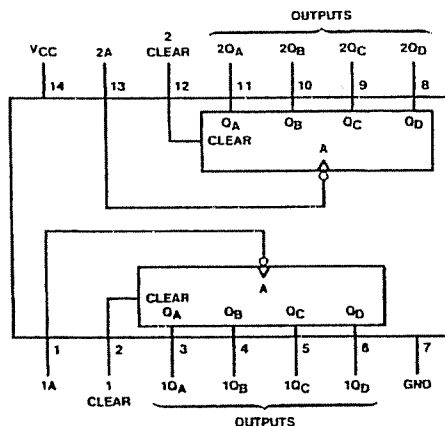 OUTPUTS
VCC 2A 2 CLEAR 2QA 2QB 2QC 2QD
14 13 12 11 10 9 8
QA QB QC QD
CLEAR
A
A
CLEAR
QA QB QC QD
1 2 3 4 5 6 7
1A 1 CLEAR 1QA 1QB 1QC 1QD GND
OUTPUTS